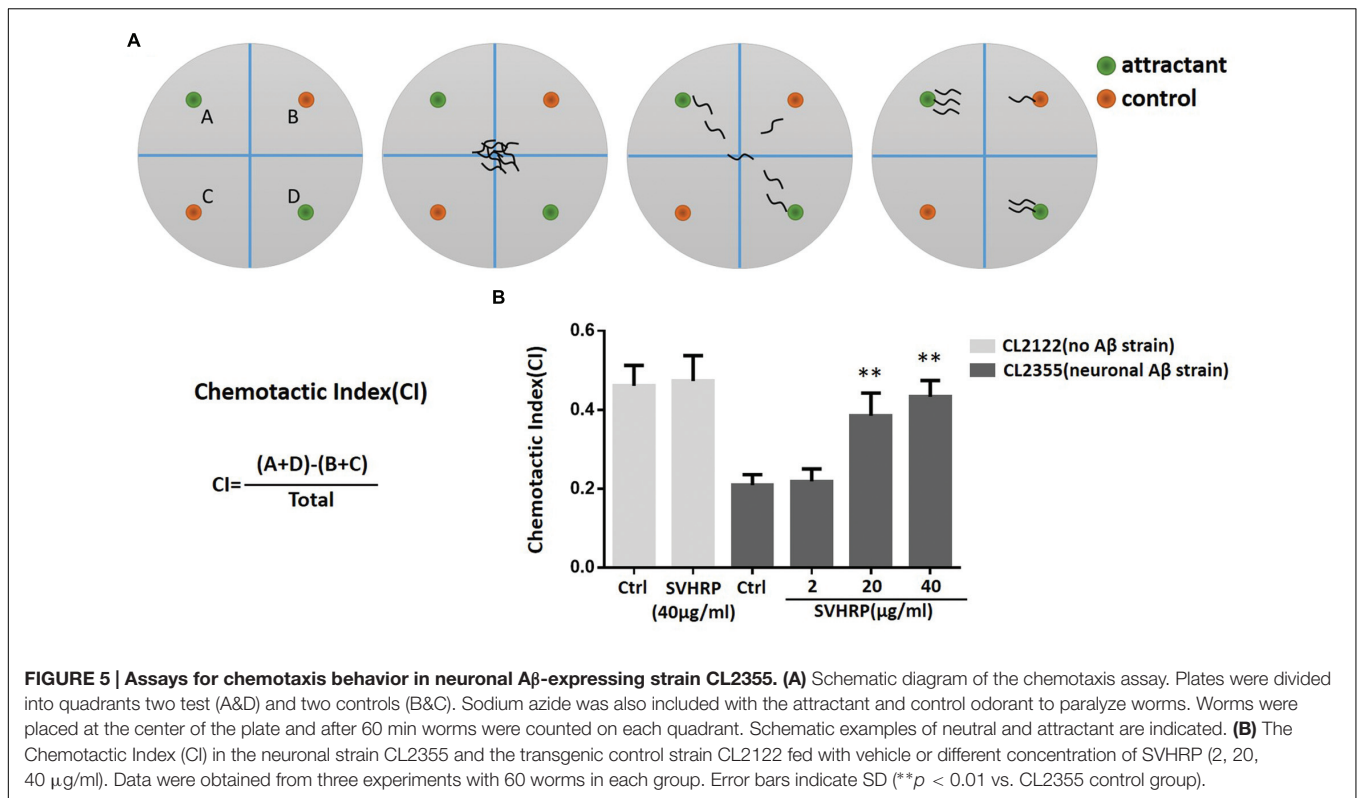 A
A
B
C
D
attractant
control
B
Chemotactic Index(CI)
CI=
(A+D)-(B+C)
Total
Chemotactic Index(CI)
0.6
0.4
0.2
0.0
**
**
CL2122(no Aβ strain)
CL2355(neuronal Aβ strain)
Ctrl SVHRP Ctrl 2 20 40
(40μg/ml) SVHRP(μg/ml)
FIGURE 5 | Assays for chemotaxis behavior in neuronal Aβ-expressing strain CL2355. (A) Schematic diagram of the chemotaxis assay. Plates were divided
into quadrants two test (A&D) and two controls (B&C). Sodium azide was also included with the attractant and control odorant to paralyze worms. Worms were
placed at the center of the plate and after 60 min worms were counted on each quadrant. Schematic examples of neutral and attractant are indicated. (B) The
Chemotactic Index (CI) in the neuronal strain CL2355 and the transgenic control strain CL2122 fed with vehicle or different concentration of SVHRP (2, 20,
40 μg/ml). Data were obtained from three experiments with 60 worms in each group. Error bars indicate SD (**p < 0.01 vs. CL2355 control group).